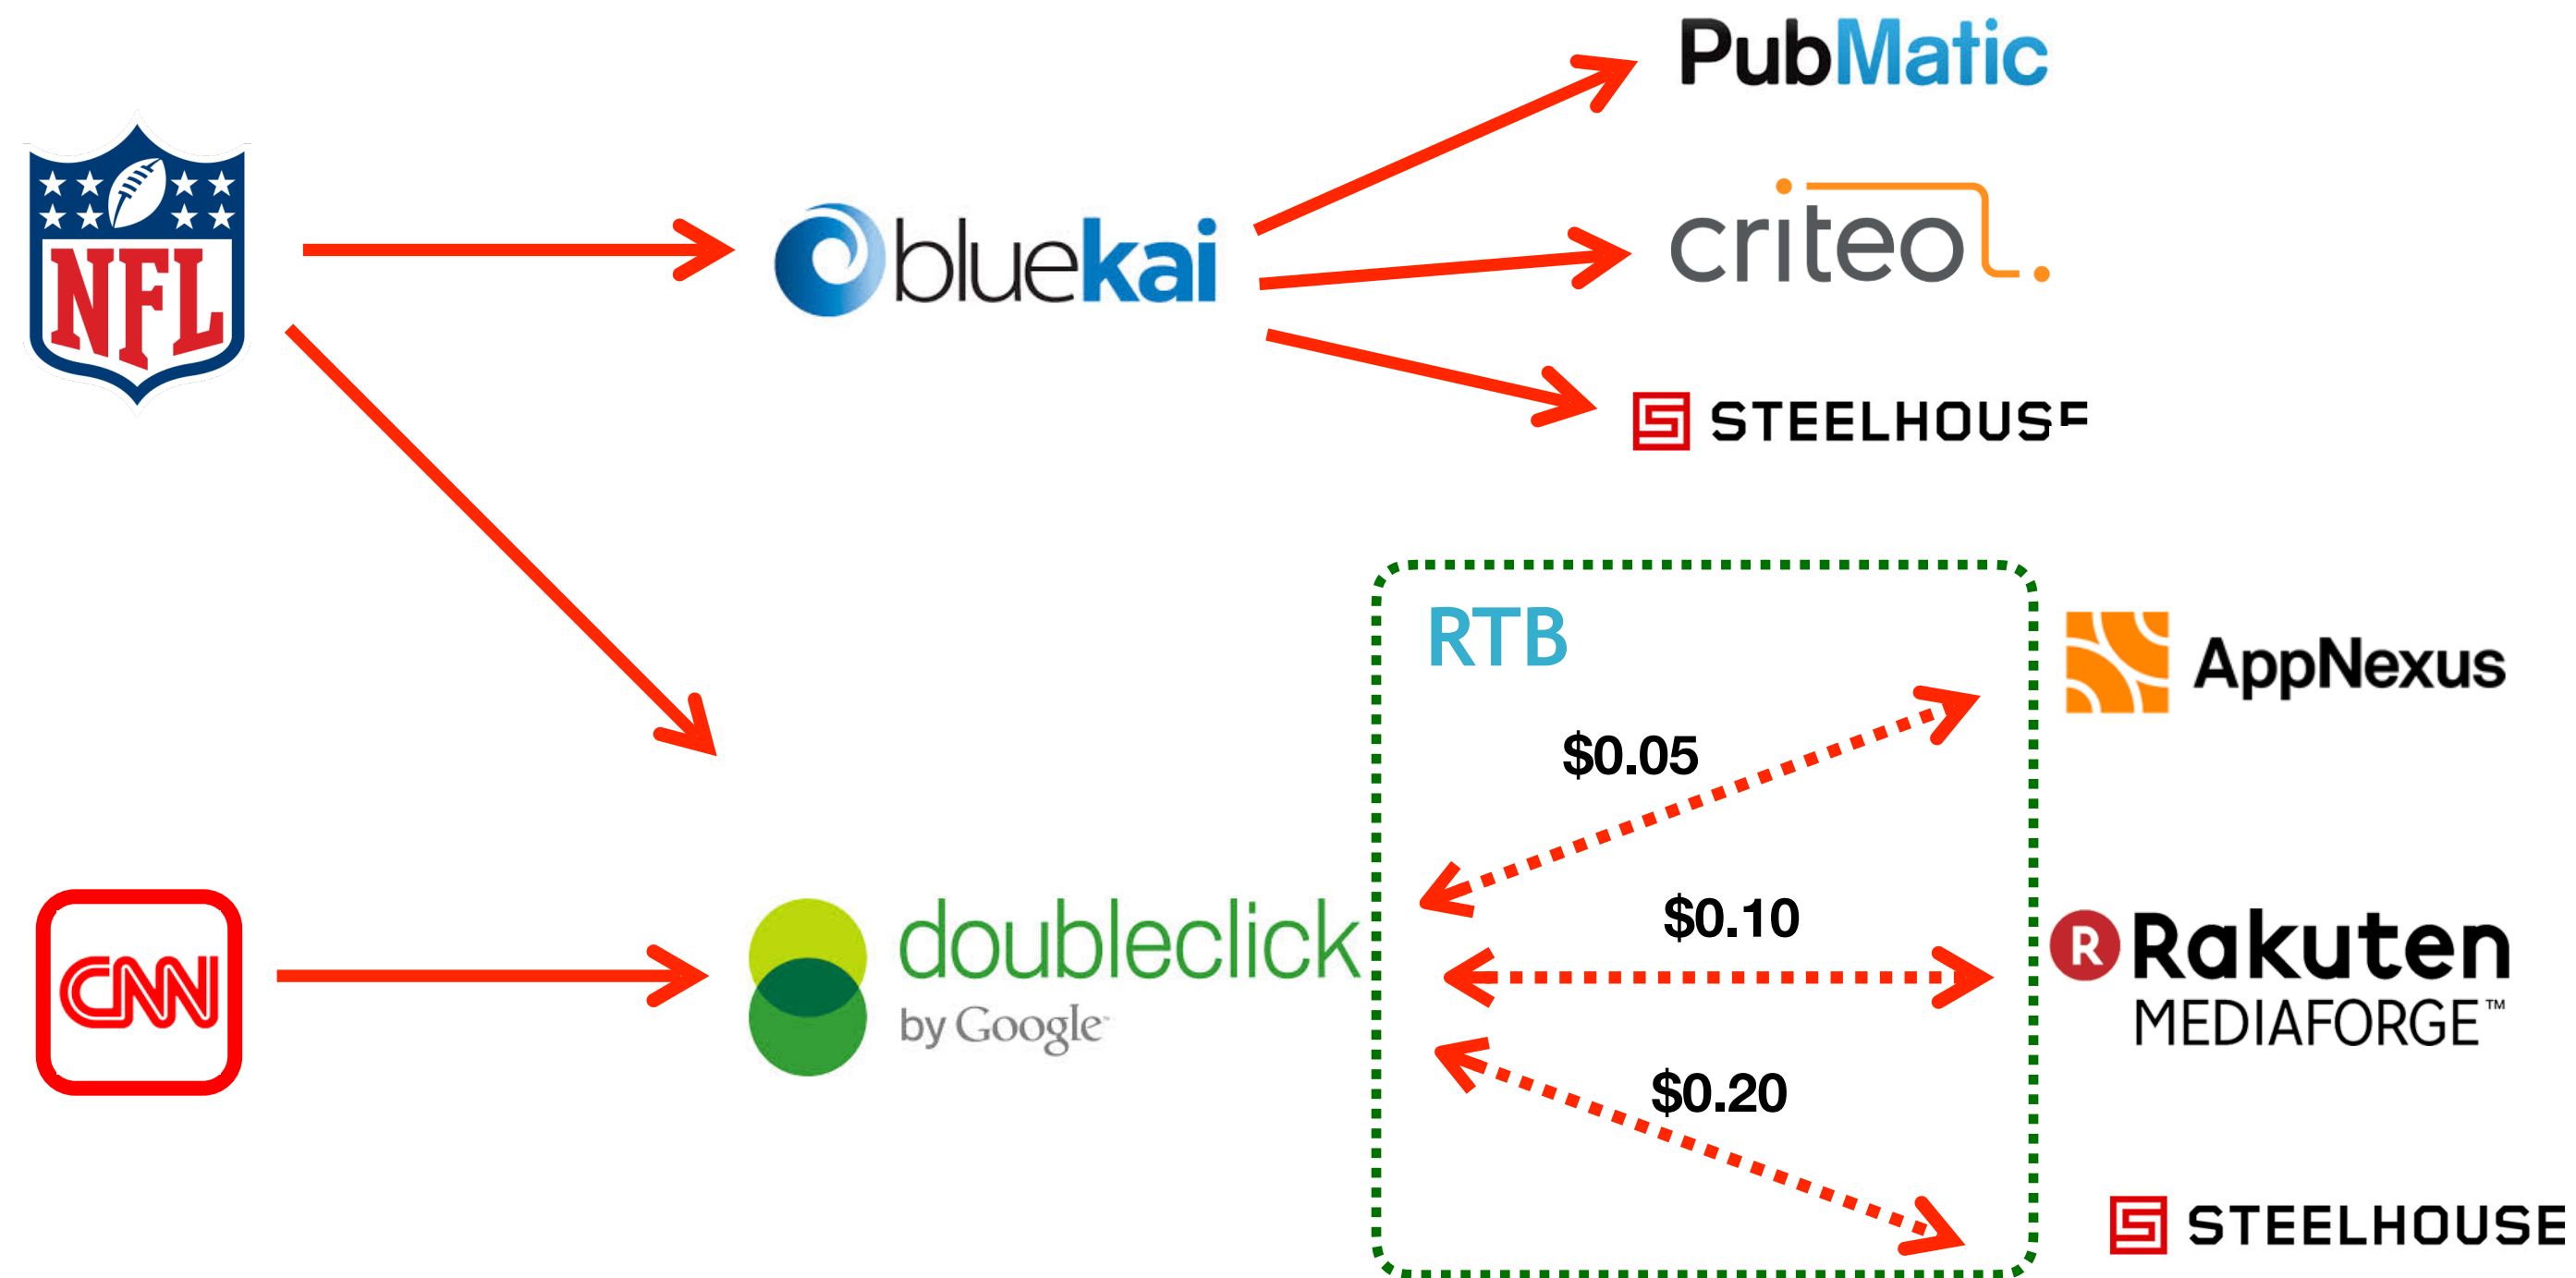 PubMatic
NFL
bluekai
criteo
STEELHOUSE
RTB
AppNexus
$0.05
$0.10
CNN
doubleclick
by Google
Rakuten
MEDIAFORGE™
$0.20
STEELHOUSE